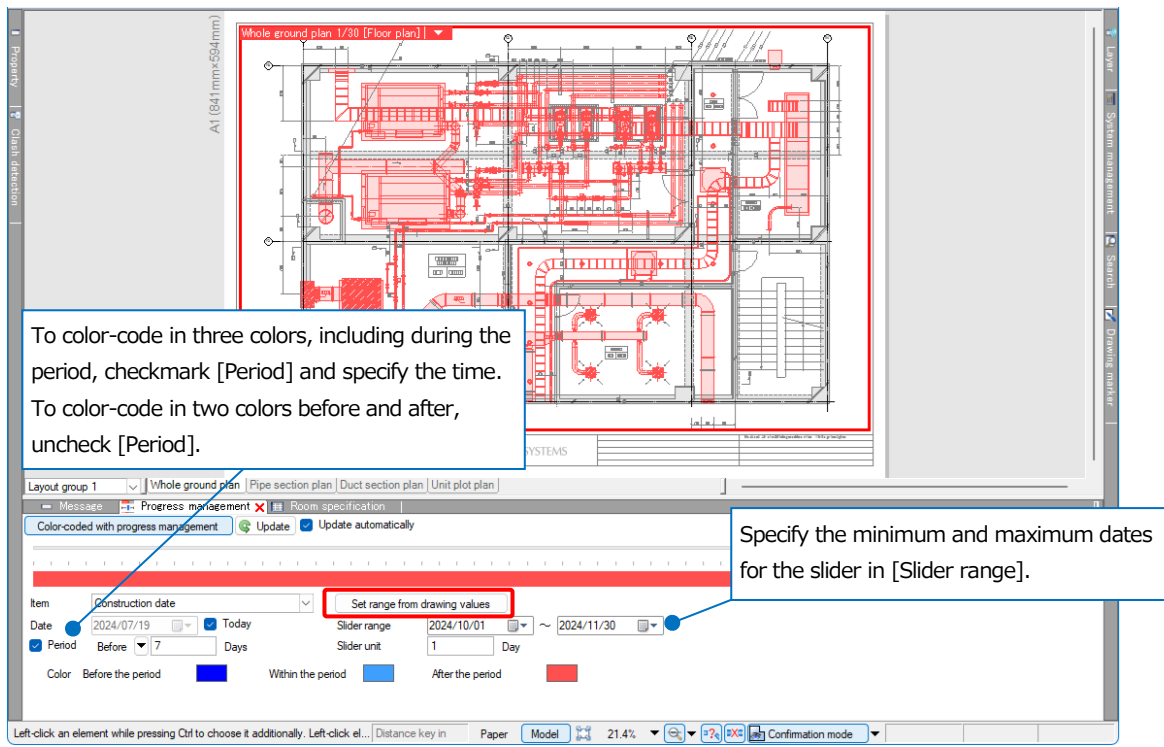 Whole ground plan 1/30 [Floor plan]
A1 (841mm×594mm)
Property
Clash detection
Layer
System management
Search
Drawing marker
To color-code in three colors, including during the
period, checkmark [Period] and specify the time.
To color-code in two colors before and after,
uncheck [Period].
SYSTEMS
Layout group 1
Whole ground plan
Pipe section plan
Duct section plan
Unit plot plan
Message
Progress management
Room specification
Color-coded with progress management
Update
Update automatically
Specify the minimum and maximum dates
for the slider in [Slider range].
Item Construction date
Set range from drawing values
Date 2024/07/19 Today
Slider range 2024/10/01 ～ 2024/11/30
Period Before 7 Days
Slider unit 1 Day
Color Before the period Within the period After the period
Left-click an element while pressing Ctrl to choose it additionally. Left-click el...
Distance key in
Paper
Model
21.4%
Confirmation mode